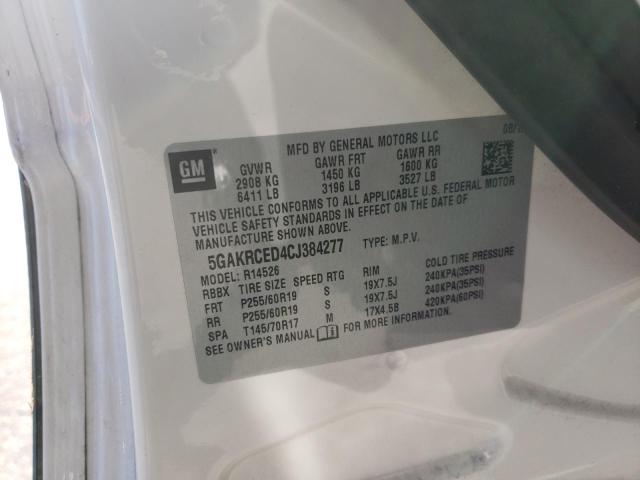 GM
MFD BY GENERAL MOTORS LLC
08/
GVWR GAWR FRT GAWR RR
2908 KG 1450 KG 1600 KG
6411 LB 3196 LB 3527 LB
THIS VEHICLE CONFORMS TO ALL APPLICABLE U.S. FEDERAL MOTOR
VEHICLE SAFETY STANDARDS IN EFFECT ON THE DATE OF
MANUFACTURE SHOWN ABOVE.
5GAKRCED4CJ384277 TYPE: M.P.V.
MODEL: R14526
RBBX TIRE SIZE SPEED RTG RIM COLD TIRE PRESSURE
FRT P255/60R19 S 19X7.5J 240KPA(35PSI)
RR P255/60R19 S 19X7.5J 240KPA(35PSI)
SPA T145/70R17 M 17X4.5B 420KPA(60PSI)
SEE OWNER'S MANUAL FOR MORE INFORMATION.